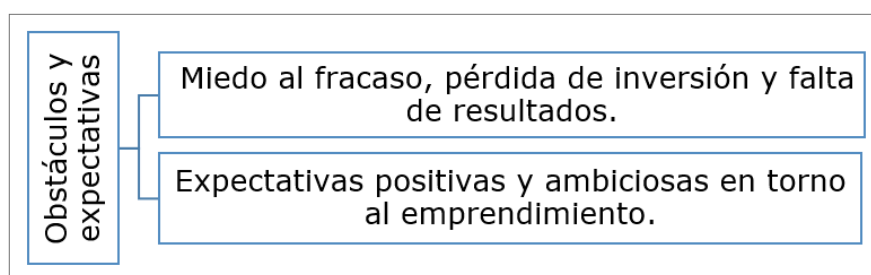 Obstáculos y
expectativas
Miedo al fracaso, pérdida de inversión y falta
de resultados.
Expectativas positivas y ambiciosas en torno
al emprendimiento.